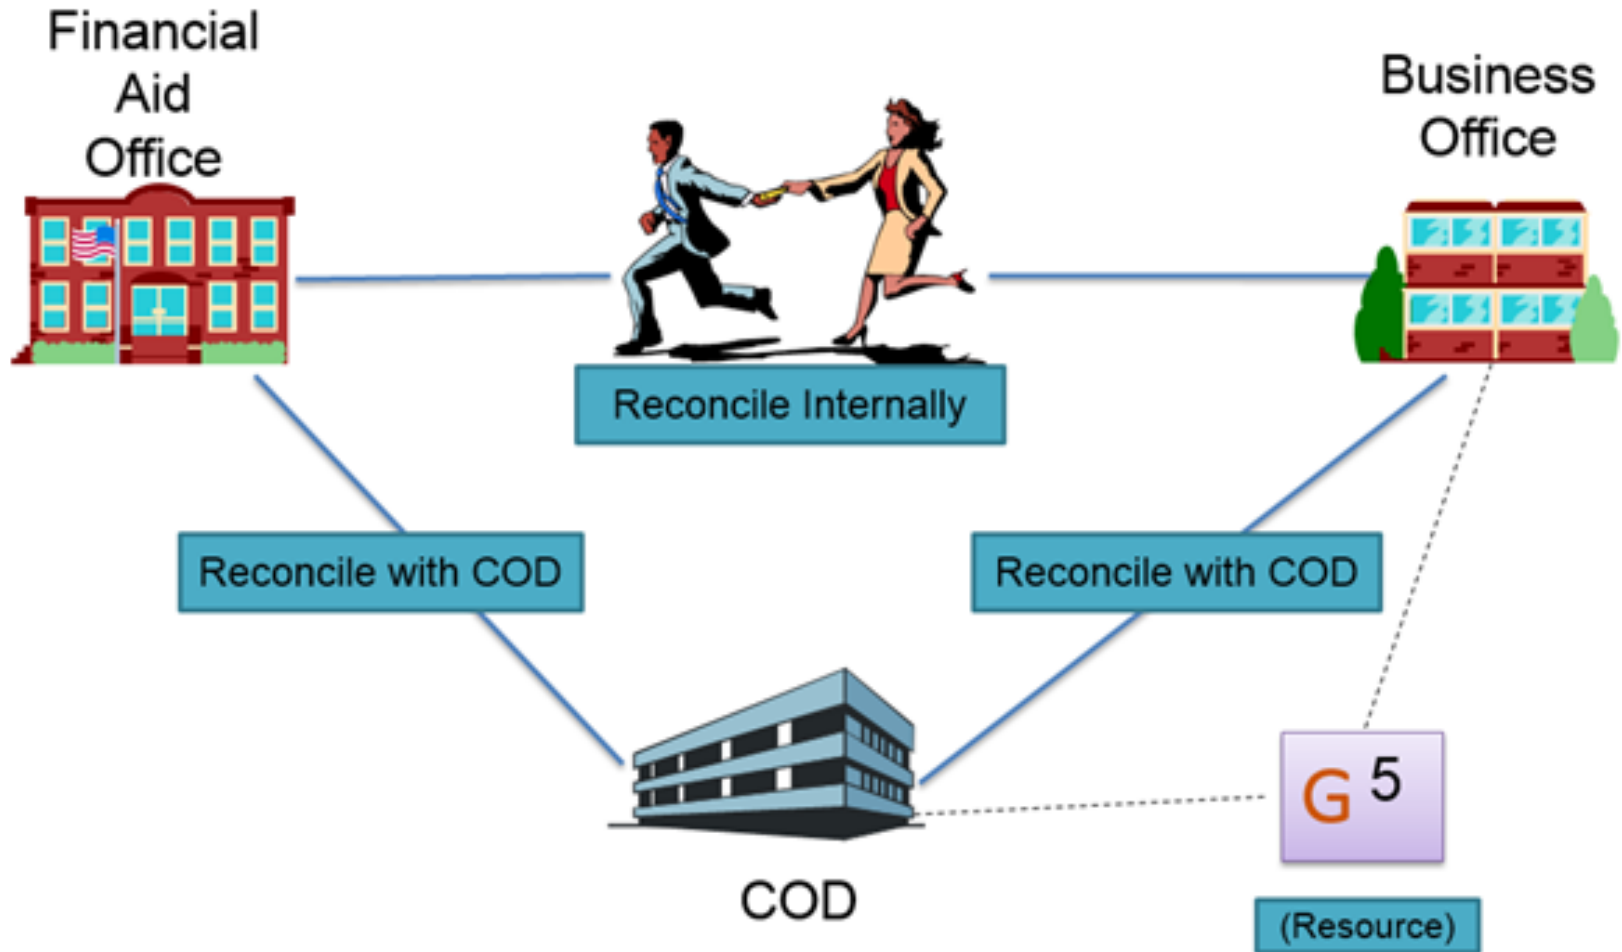 Financial
Aid
Office
Business
Office
Reconcile Internally
Reconcile with COD
Reconcile with COD
G 5
COD
(Resource)